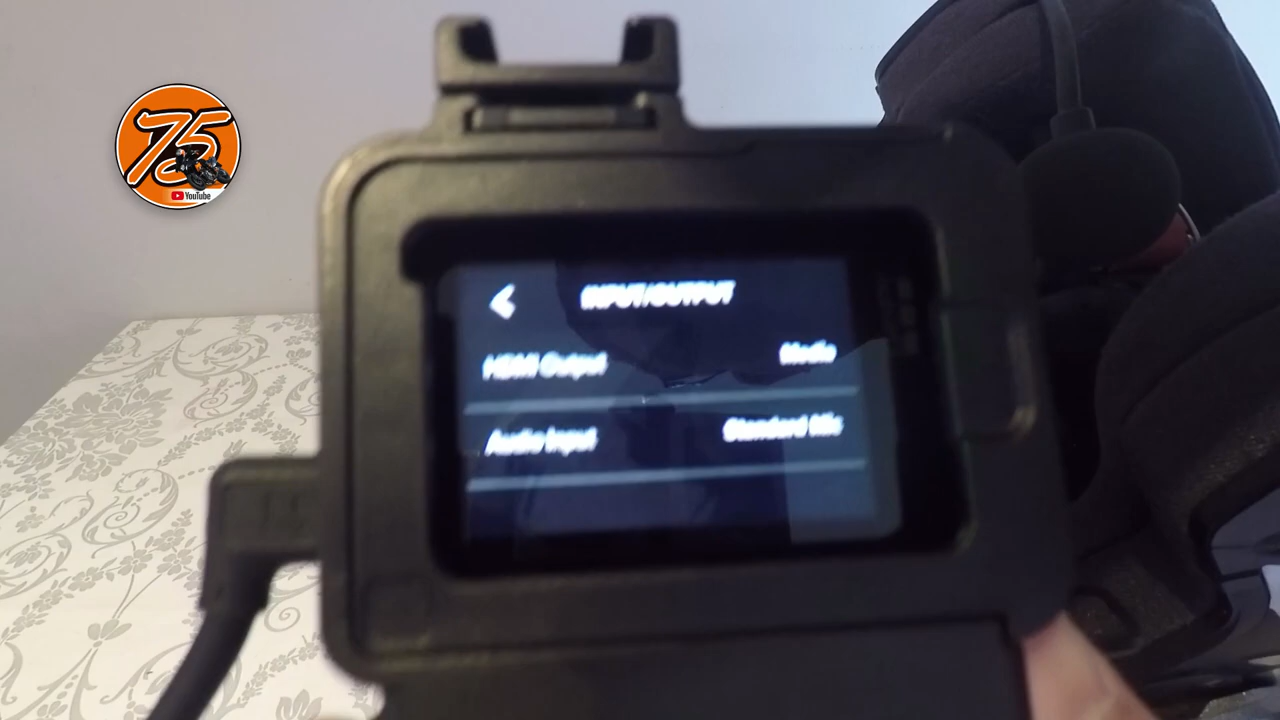 75
YouTube
INPUT/OUTPUT
HDMI Output
Media
Audio Input
Standard Mic